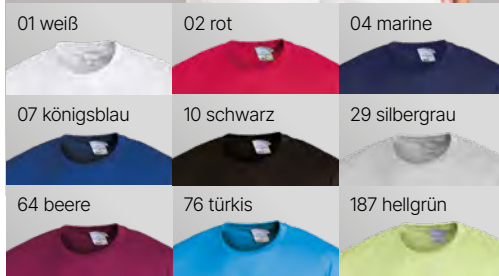 01 weiß
02 rot
04 marine
07 königsblau
10 schwarz
29 silbergrau
64 beere
76 türkis
187 hellgrün